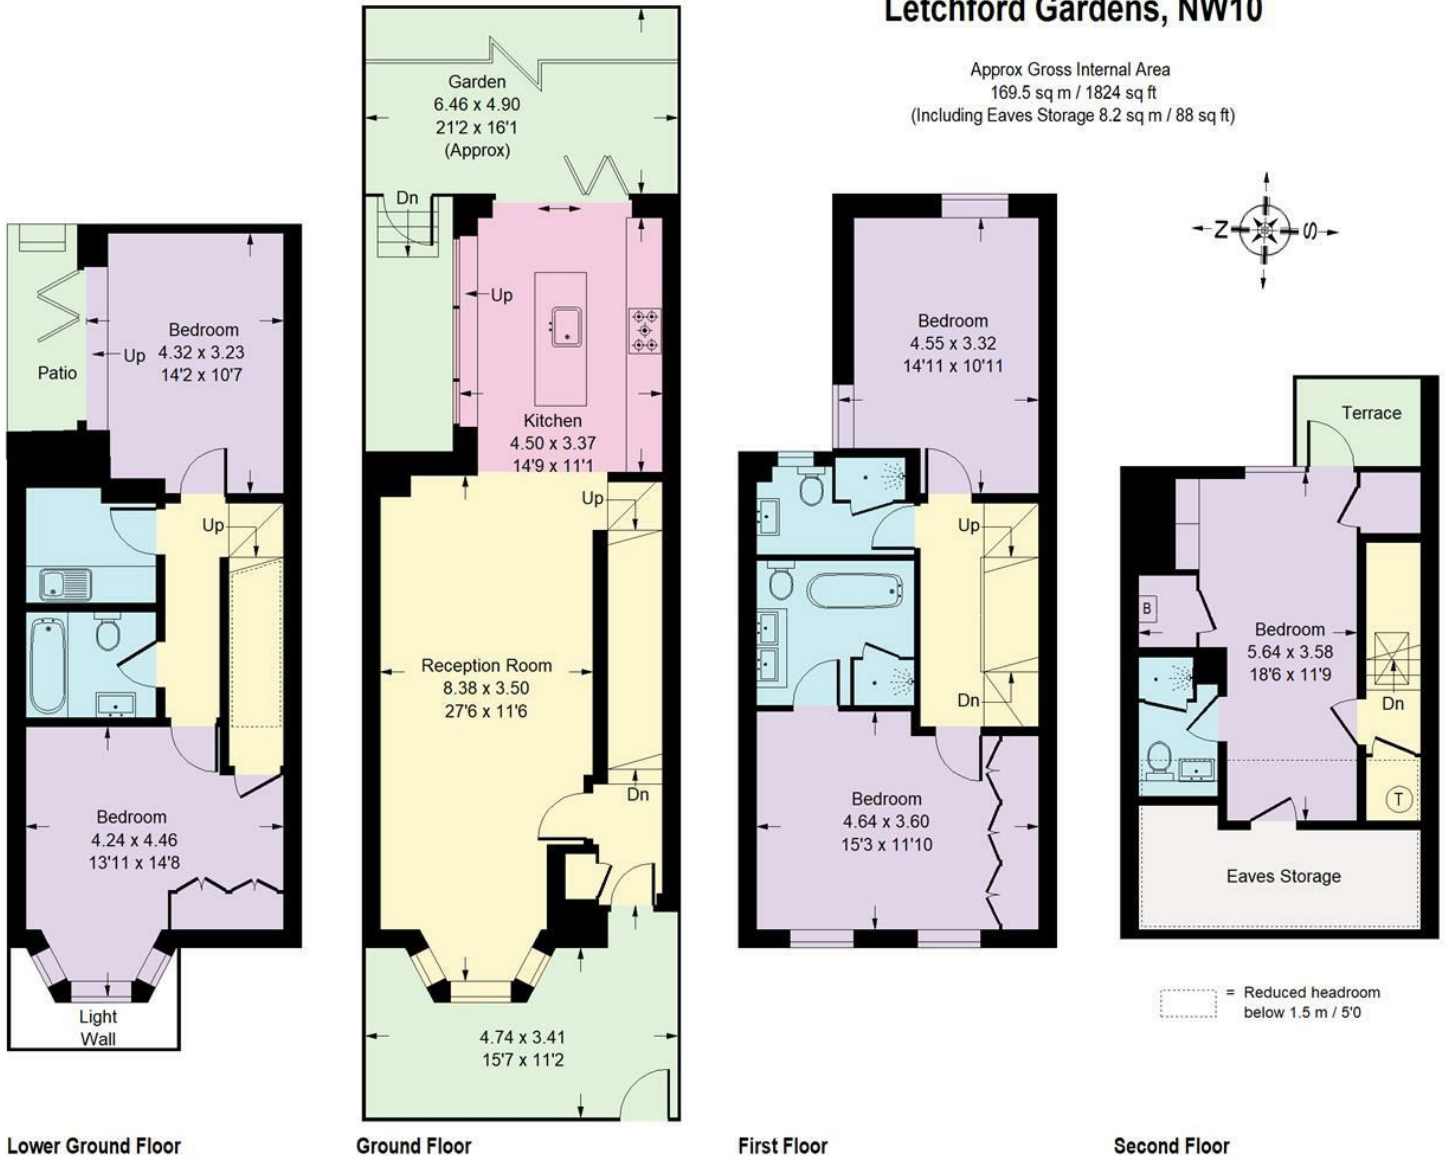 Letchford Gardens, NW10
Approx Gross Internal Area
169.5 sq m / 1824 sq ft
(Including Eaves Storage 8.2 sq m / 88 sq ft)
N
S
Patio
Up
Bedroom
4.32 x 3.23
14'2 x 10'7
Up
Bedroom
4.24 x 4.46
13'11 x 14'8
Light
Wall
Lower Ground Floor
Garden
6.46 x 4.90
21'2 x 16'1
(Approx)
Dn
Up
Kitchen
4.50 x 3.37
14'9 x 11'1
Up
Reception Room
8.38 x 3.50
27'6 x 11'6
Dn
4.74 x 3.41
15'7 x 11'2
Ground Floor
Bedroom
4.55 x 3.32
14'11 x 10'11
Up
Dn
Bedroom
4.64 x 3.60
15'3 x 11'10
First Floor
Terrace
B
Bedroom
5.64 x 3.58
18'6 x 11'9
Dn
T
Eaves Storage
= Reduced headroom
below 1.5 m / 5'0
Second Floor